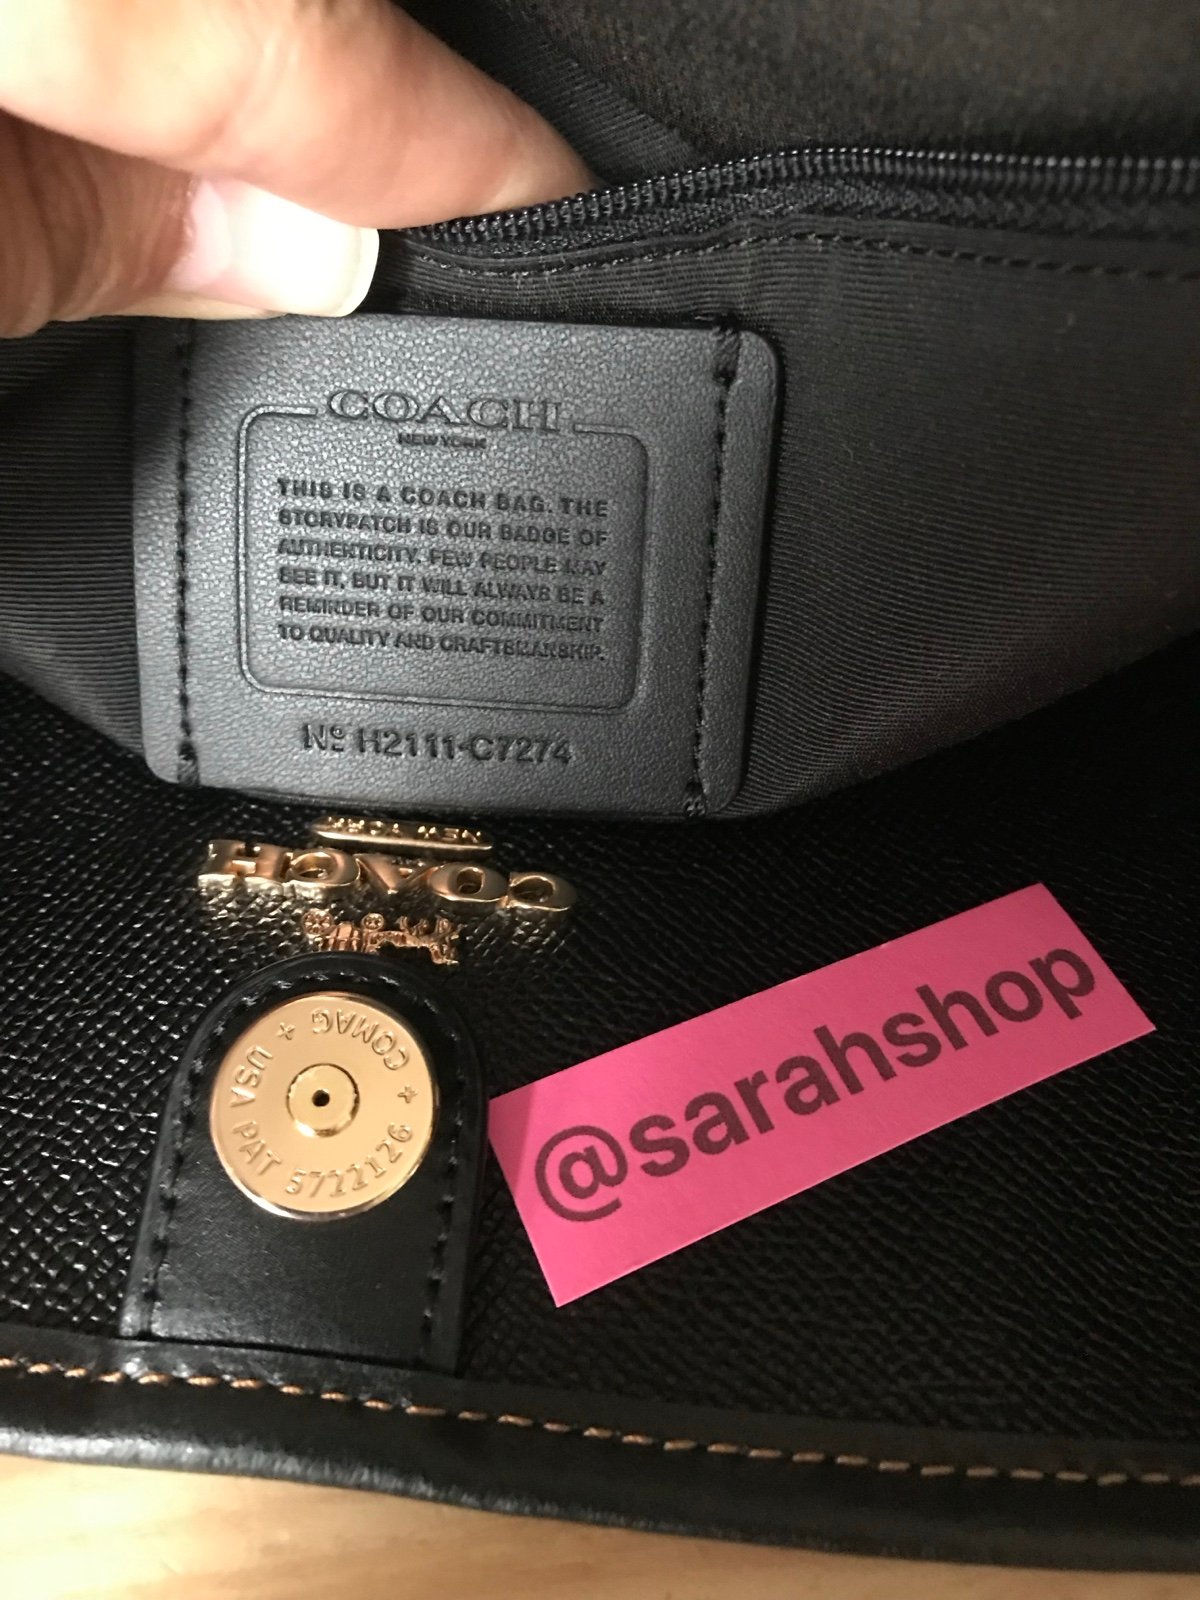 COACH
NEW YORK
THIS IS A COACH BAG. THE
STORYPATCH IS OUR BADGE OF
AUTHENTICITY. FEW PEOPLE MAY
SEE IT, BUT IT WILL ALWAYS BE A
REMINDER OF OUR COMMITMENT
TO QUALITY AND CRAFTSMANSHIP.
Nº H2111-C7274
NEW YORK
COACH
COMAG * USA PAT 5722126 *
@sarahshop